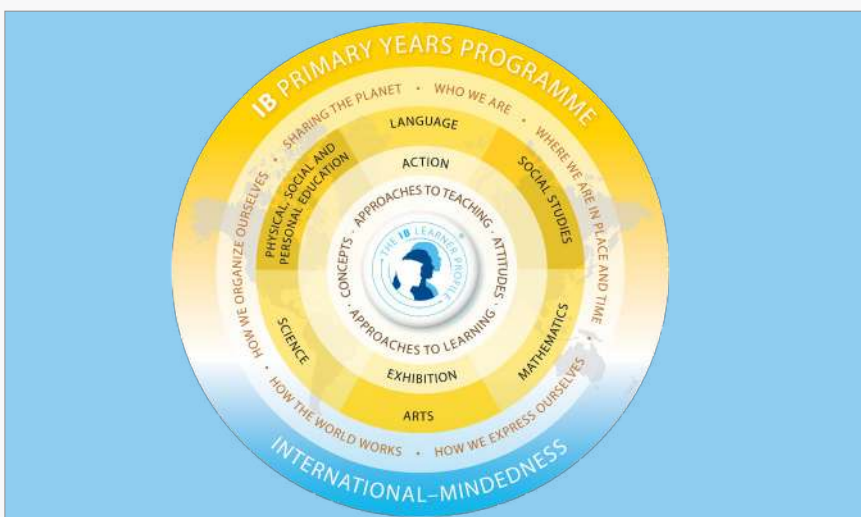 IB PRIMARY YEARS PROGRAMME
SHARING THE PLANET • WHO WE ARE • WHERE WE ARE IN PLACE AND TIME • HOW WE EXPRESS OURSELVES • HOW THE WORLD WORKS • HOW WE ORGANIZE OURSELVES •
LANGUAGE
SOCIAL STUDIES
MATHEMATICS
ARTS
SCIENCE
PHYSICAL, SOCIAL AND
PERSONAL EDUCATION
ACTION
EXHIBITION
APPROACHES TO TEACHING · ATTITUDES · APPROACHES TO LEARNING · CONCEPTS ·
THE IB LEARNER PROFILE
®
INTERNATIONAL–MINDEDNESS